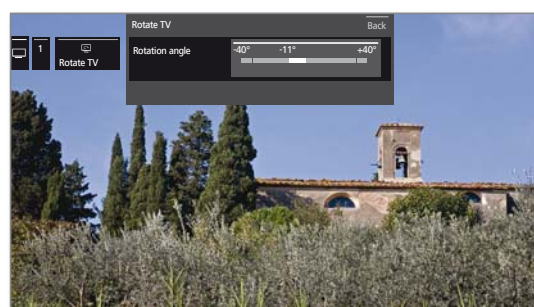 Rotate TV Back
1
Rotate TV
Rotation angle
-40° -11° +40°